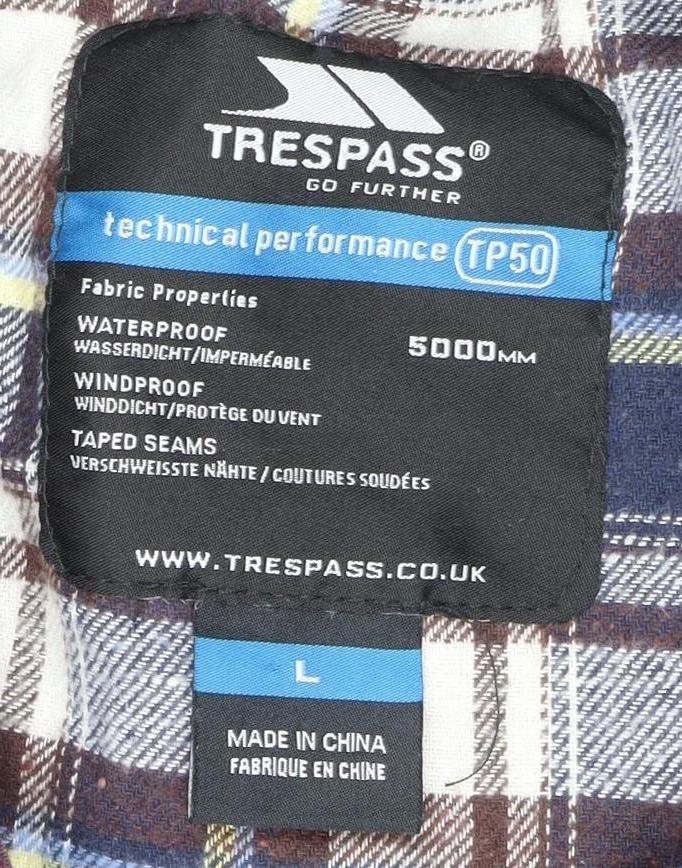 TRESPASS®
GO FURTHER
technical performance TP50
Fabric Properties
WATERPROOF 5000MM
WASSERDICHT/IMPERMÉABLE
WINDPROOF
WINDDICHT/PROTÈGE DU VENT
TAPED SEAMS
VERSCHWEISSTE NÄHTE / COUTURES SOUDÉES
WWW.TRESPASS.CO.UK
L
MADE IN CHINA
FABRIQUE EN CHINE